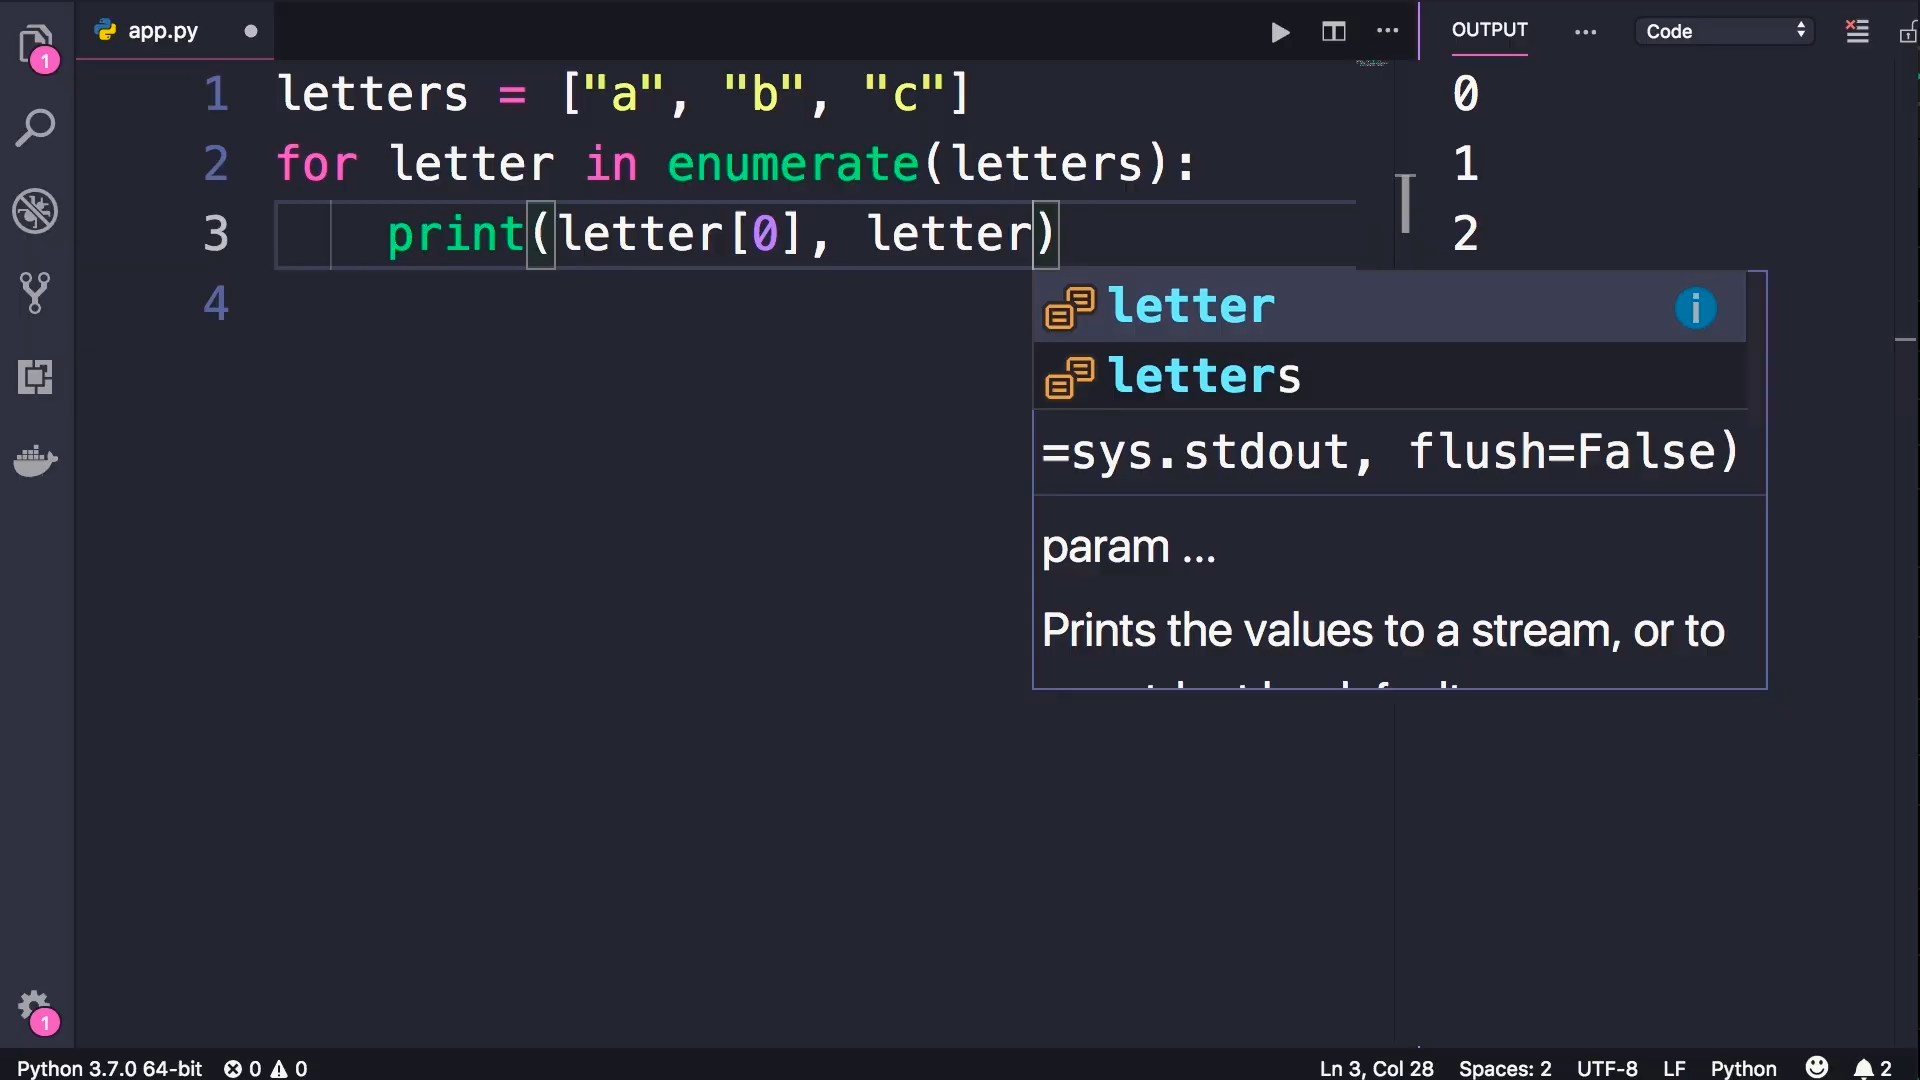 app.py
OUTPUT
Code
1
1 letters = ["a", "b", "c"]
2 for letter in enumerate(letters):
3 print(letter[0], letter)
4
0
1
2
letter
letters
=sys.stdout, flush=False)
param ...
Prints the values to a stream, or to
1
Python 3.7.0 64-bit 0 0
Ln 3, Col 28 Spaces: 2 UTF-8 LF Python 2